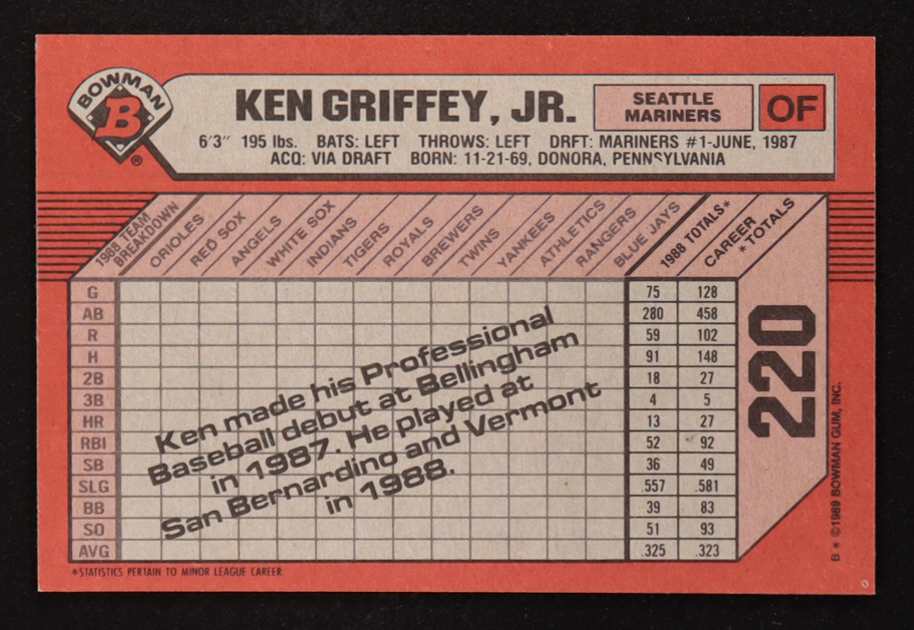 BOWMAN
B
®
KEN GRIFFEY, JR.
SEATTLE
MARINERS
OF
6'3" 195 lbs. BATS: LEFT THROWS: LEFT DRFT: MARINERS #1-JUNE, 1987
ACQ: VIA DRAFT BORN: 11-21-69, DONORA, PENNSYLVANIA
1988 TEAM
BREAKDOWN
ORIOLES
RED SOX
ANGELS
WHITE SOX
INDIANS
TIGERS
ROYALS
BREWERS
TWINS
YANKEES
ATHLETICS
RANGERS
BLUE JAYS
1988 TOTALS*
CAREER
*TOTALS
G 75 128
AB 280 458
R 59 102
H 91 148
2B 18 27
3B 4 5
HR 13 27
RBI 52 92
SB 36 49
SLG .557 .581
BB 39 83
SO 51 93
AVG .325 .323
Ken made his Professional
Baseball debut at Bellingham
in 1987. He played at
San Bernardino and Vermont
in 1988.
220
B * ©1989 BOWMAN GUM, INC.
*STATISTICS PERTAIN TO MINOR LEAGUE CAREER.